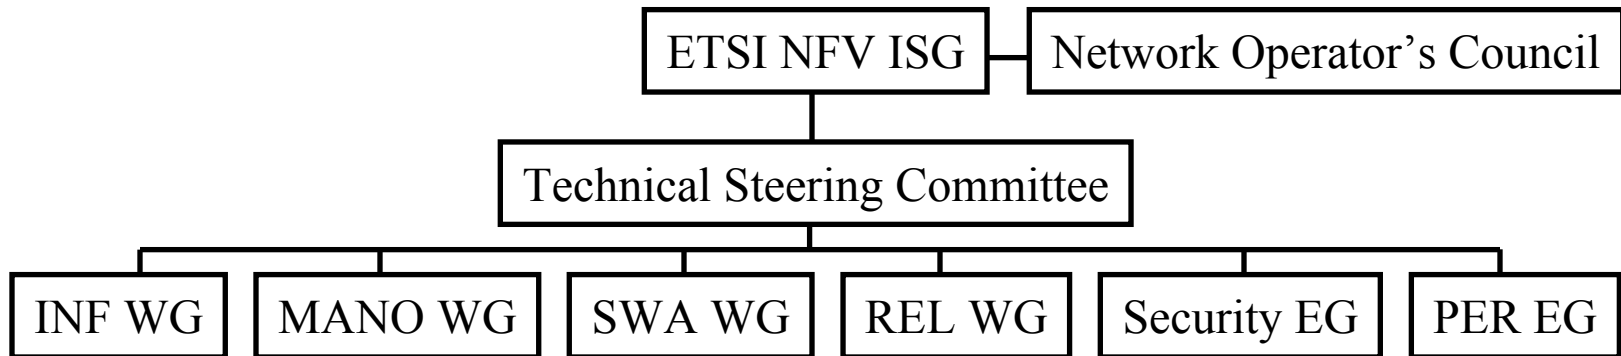 ETSI NFV ISG
Network Operator’s Council
Technical Steering Committee
INF WG
MANO WG
SWA WG
REL WG
Security EG
PER EG